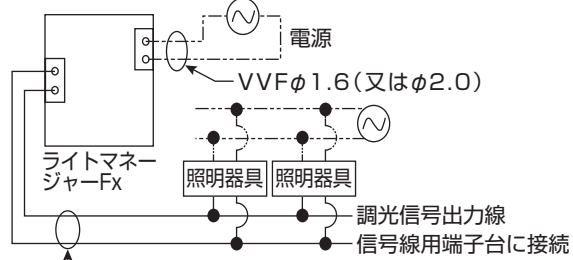 電源
VVFφ1.6(又はφ2.0)
ライトマネー
ジャーFx
照明器具
照明器具
調光信号出力線
信号線用端子台に接続